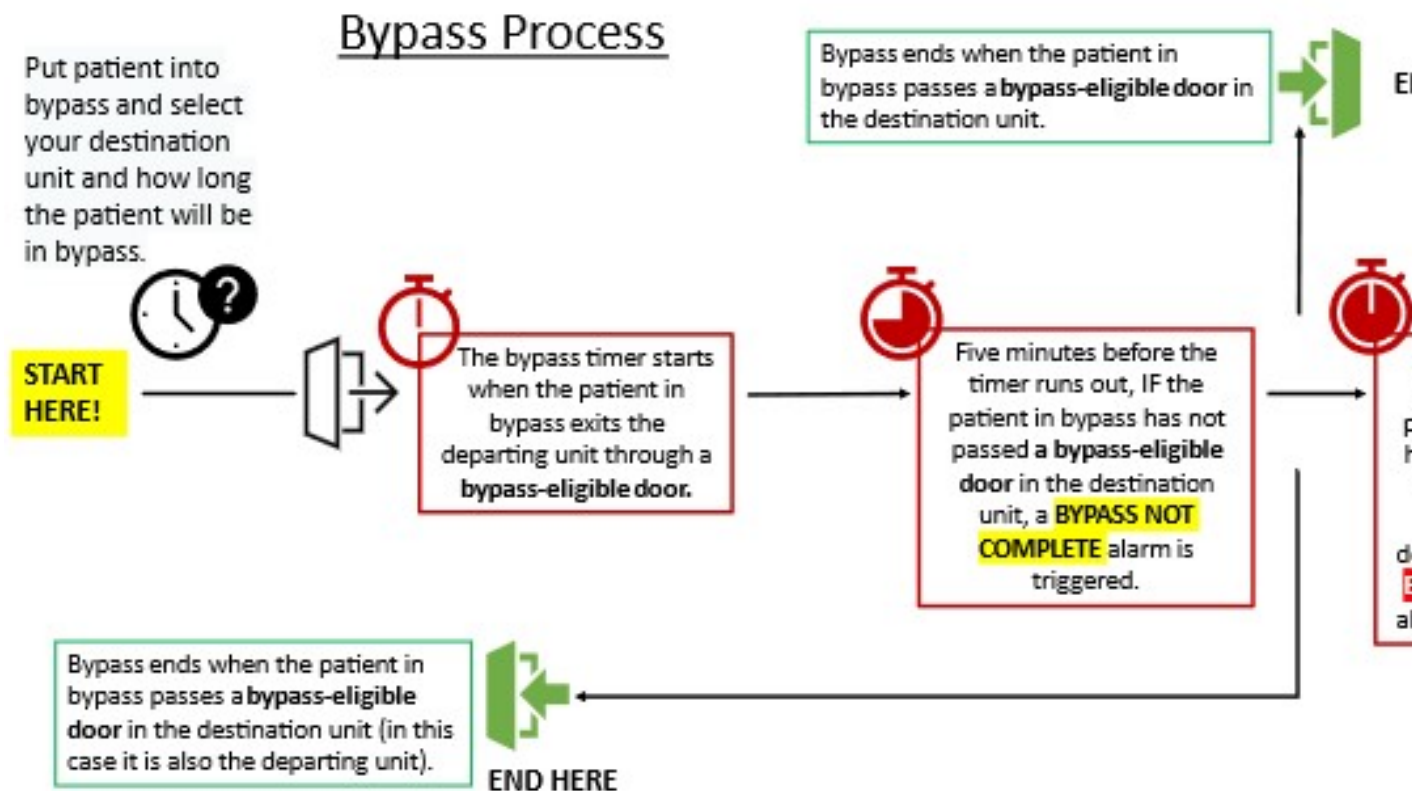 Bypass Process
Put patient into
bypass and select
your destination
unit and how long
the patient will be
in bypass.
?
START
HERE!
The bypass timer starts
when the patient in
bypass exits the
departing unit through a
bypass-eligible door.
Five minutes before the
timer runs out, IF the
patient in bypass has not
passed a bypass-eligible
door in the destination
unit, a BYPASS NOT
COMPLETE alarm is
triggered.
Bypass ends when the patient in
bypass passes a bypass-eligible door in
the destination unit.
Bypass ends when the patient in
bypass passes a bypass-eligible
door in the destination unit (in this
case it is also the departing unit).
END HERE